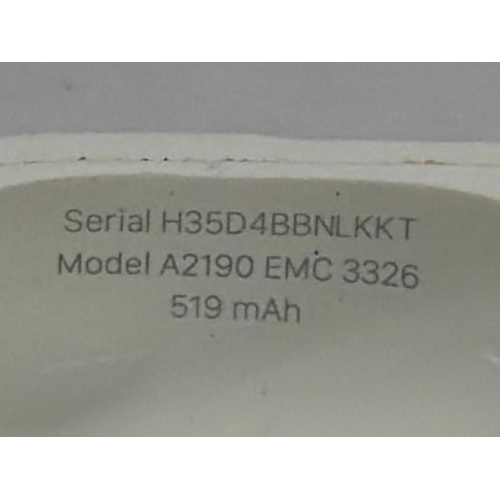 Serial H35D4BBNLKKT
Model A2190 EMC 3326
519 mAh